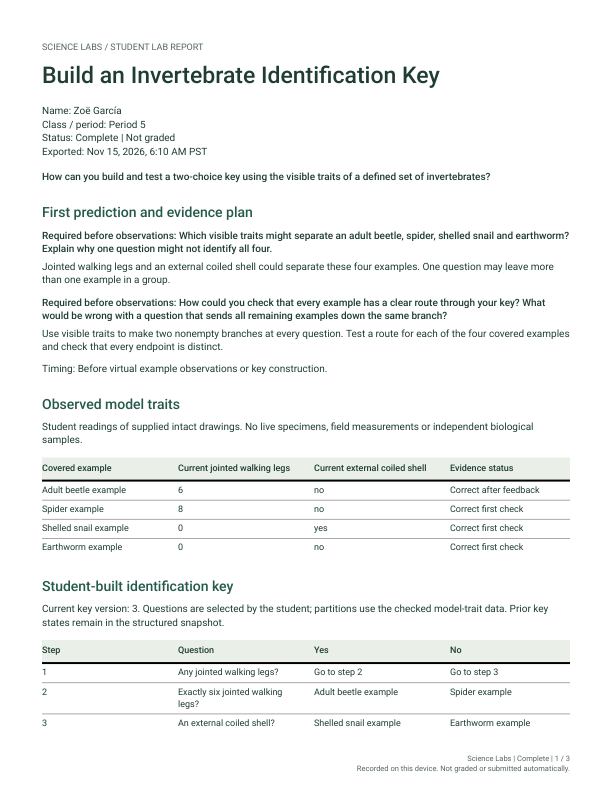 SCIENCE LABS / STUDENT LAB REPORT
Build an Invertebrate Identification Key
Name: Zoë García
Class / period: Period 5
Status: Complete | Not graded
Exported: Nov 15, 2026, 6:10 AM PST
How can you build and test a two-choice key using the visible traits of a defined set of invertebrates?
First prediction and evidence plan
Required before observations: Which visible traits might separate an adult beetle, spider, shelled snail and earthworm?
Explain why one question might not identify all four.
Jointed walking legs and an external coiled shell could separate these four examples. One question may leave more
than one example in a group.
Required before observations: How could you check that every example has a clear route through your key? What
would be wrong with a question that sends all remaining examples down the same branch?
Use visible traits to make two nonempty branches at every question. Test a route for each of the four covered examples
and check that every endpoint is distinct.
Timing: Before virtual example observations or key construction.
Observed model traits
Student readings of supplied intact drawings. No live specimens, field measurements or independent biological
samples.
Covered example Current jointed walking legs Current external coiled shell Evidence status
Adult beetle example 6 no Correct after feedback
Spider example 8 no Correct first check
Shelled snail example 0 yes Correct first check
Earthworm example 0 no Correct first check
Student-built identification key
Current key version: 3. Questions are selected by the student; partitions use the checked model-trait data. Prior key
states remain in the structured snapshot.
Step Question Yes No
1 Any jointed walking legs? Go to step 2 Go to step 3
2 Exactly six jointed walking Adult beetle example Spider example
legs?
3 An external coiled shell? Shelled snail example Earthworm example
Science Labs | Complete | 1 / 3
Recorded on this device. Not graded or submitted automatically.